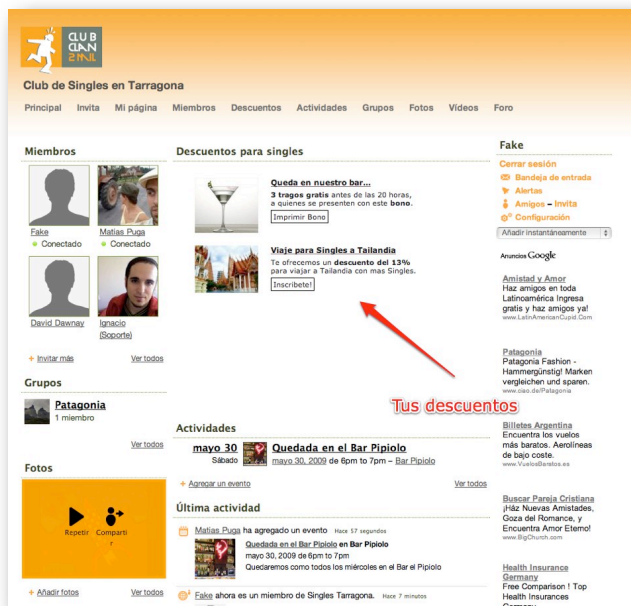 CLUB
CLAN
2 MIL
Club de Singles en Tarragona
Principal Invita Mi página Miembros Descuentos Actividades Grupos Fotos Vídeos Foro
Miembros
Fake
Conectado
Matias Puga
Conectado
David Dawnay
Ignacio
(Soporte)
+ Invitar más Ver todos
Grupos
Patagonia
1 miembro
Ver todos
Fotos
Repetir Comparti
r
+ Añadir fotos Ver todos
Descuentos para singles
Queda en nuestro bar...
3 tragos gratis antes de las 20 horas,
a quienes se presenten con este bono.
Imprimir Bono
Viaje para Singles a Tailandia
Te ofrecemos un descuento del 13%
para viajar a Tailandia con mas Singles.
Inscribete!
Tus descuentos
Actividades
mayo 30
Sábado
Quedada en el Bar Pipiolo
mayo 30, 2009 de 6pm to 7pm – Bar Pipiolo
+ Agregar un evento Ver todos
Última actividad
Matias Puga ha agregado un evento Hace 57 segundos
Quedada en el Bar Pipiolo en Bar Pipiolo
mayo 30, 2009 de 6pm to 7pm
Quedaremos como todos los miércoles en el Bar el Pipiolo
Fake ahora es un miembro de Singles Tarragona. Hace 7 minutos
Fake
Cerrar sesión
Bandeja de entrada
Alertas
Amigos – Invita
Configuración
Añadir instantáneamente
Anuncios Google
Amistad y Amor
Haz amigos en toda
Latinoamérica Ingresa
gratis y haz amigos ya!
www.LatinAmericanCupid.Com
Patagonia
Patagonia Fashion -
Hammergünstig! Marken
vergleichen und sparen.
www.ciao.de/Patagonia
Billetes Argentina
Encuentra los vuelos
más baratos. Aerolíneas
de bajo coste.
www.VuelosBaratos.es
Buscar Pareja Cristiana
¡Ház Nuevas Amistades,
Goza del Romance, y
Encuentra Amor Eterno!
www.BigChurch.com
Health Insurance
Germany
Free Comparison ! Top
Health Insurances
Germany